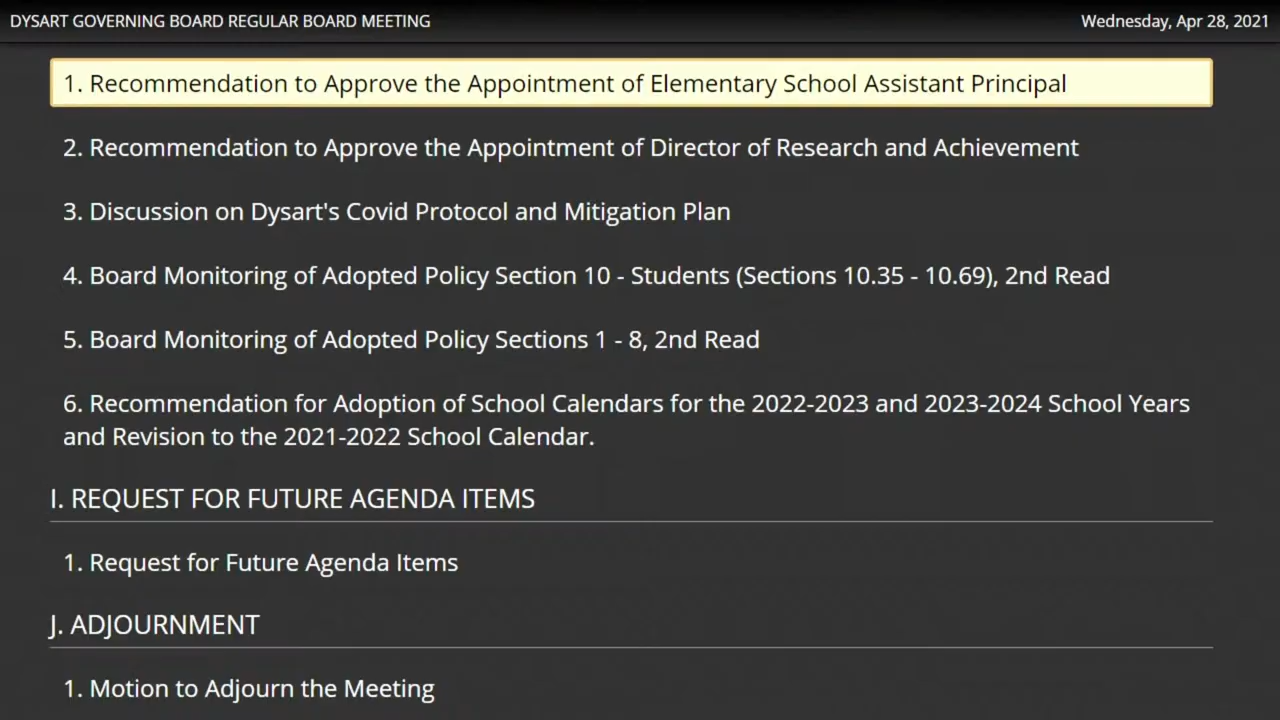 DYSART GOVERNING BOARD REGULAR BOARD MEETING
Wednesday, Apr 28, 2021
1. Recommendation to Approve the Appointment of Elementary School Assistant Principal
2. Recommendation to Approve the Appointment of Director of Research and Achievement
3. Discussion on Dysart's Covid Protocol and Mitigation Plan
4. Board Monitoring of Adopted Policy Section 10 - Students (Sections 10.35 - 10.69), 2nd Read
5. Board Monitoring of Adopted Policy Sections 1 - 8, 2nd Read
6. Recommendation for Adoption of School Calendars for the 2022-2023 and 2023-2024 School Years
and Revision to the 2021-2022 School Calendar.
I. REQUEST FOR FUTURE AGENDA ITEMS
1. Request for Future Agenda Items
J. ADJOURNMENT
1. Motion to Adjourn the Meeting